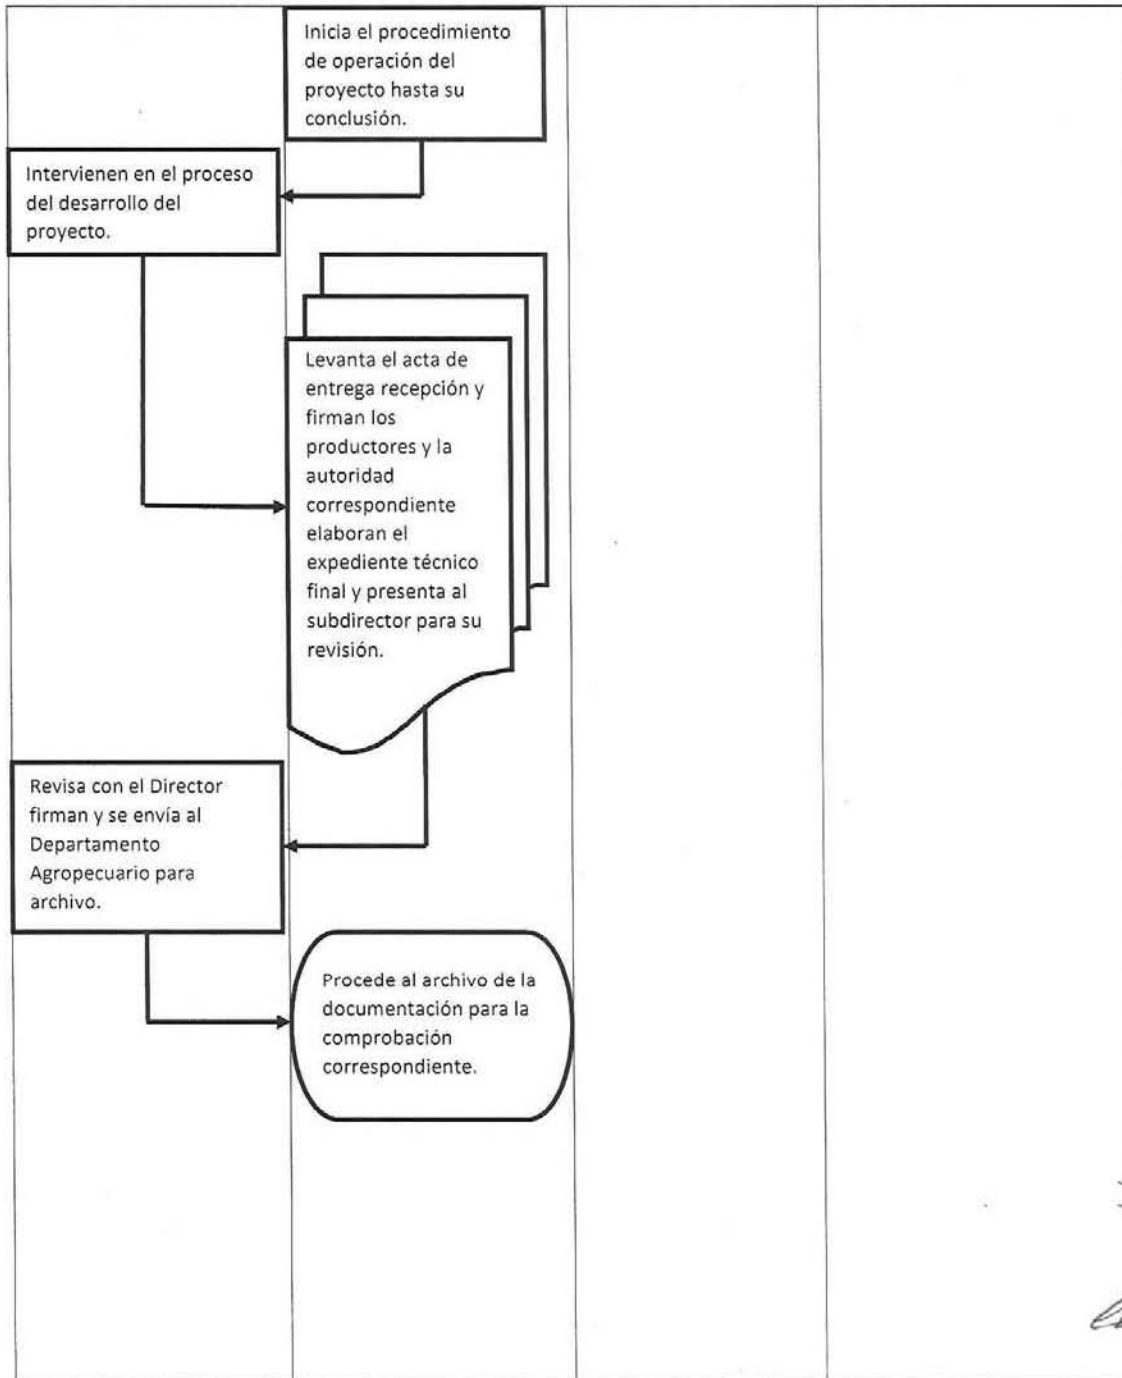 Inicia el procedimiento
de operación del
proyecto hasta su
conclusión.
Intervienen en el proceso
del desarrollo del
proyecto.
Levanta el acta de
entrega recepción y
firman los
productores y la
autoridad
correspondiente
elaboran el
expediente técnico
final y presenta al
subdirector para su
revisión.
Revisa con el Director
firman y se envía al
Departamento
Agropecuario para
archivo.
Procede al archivo de la
documentación para la
comprobación
correspondiente.